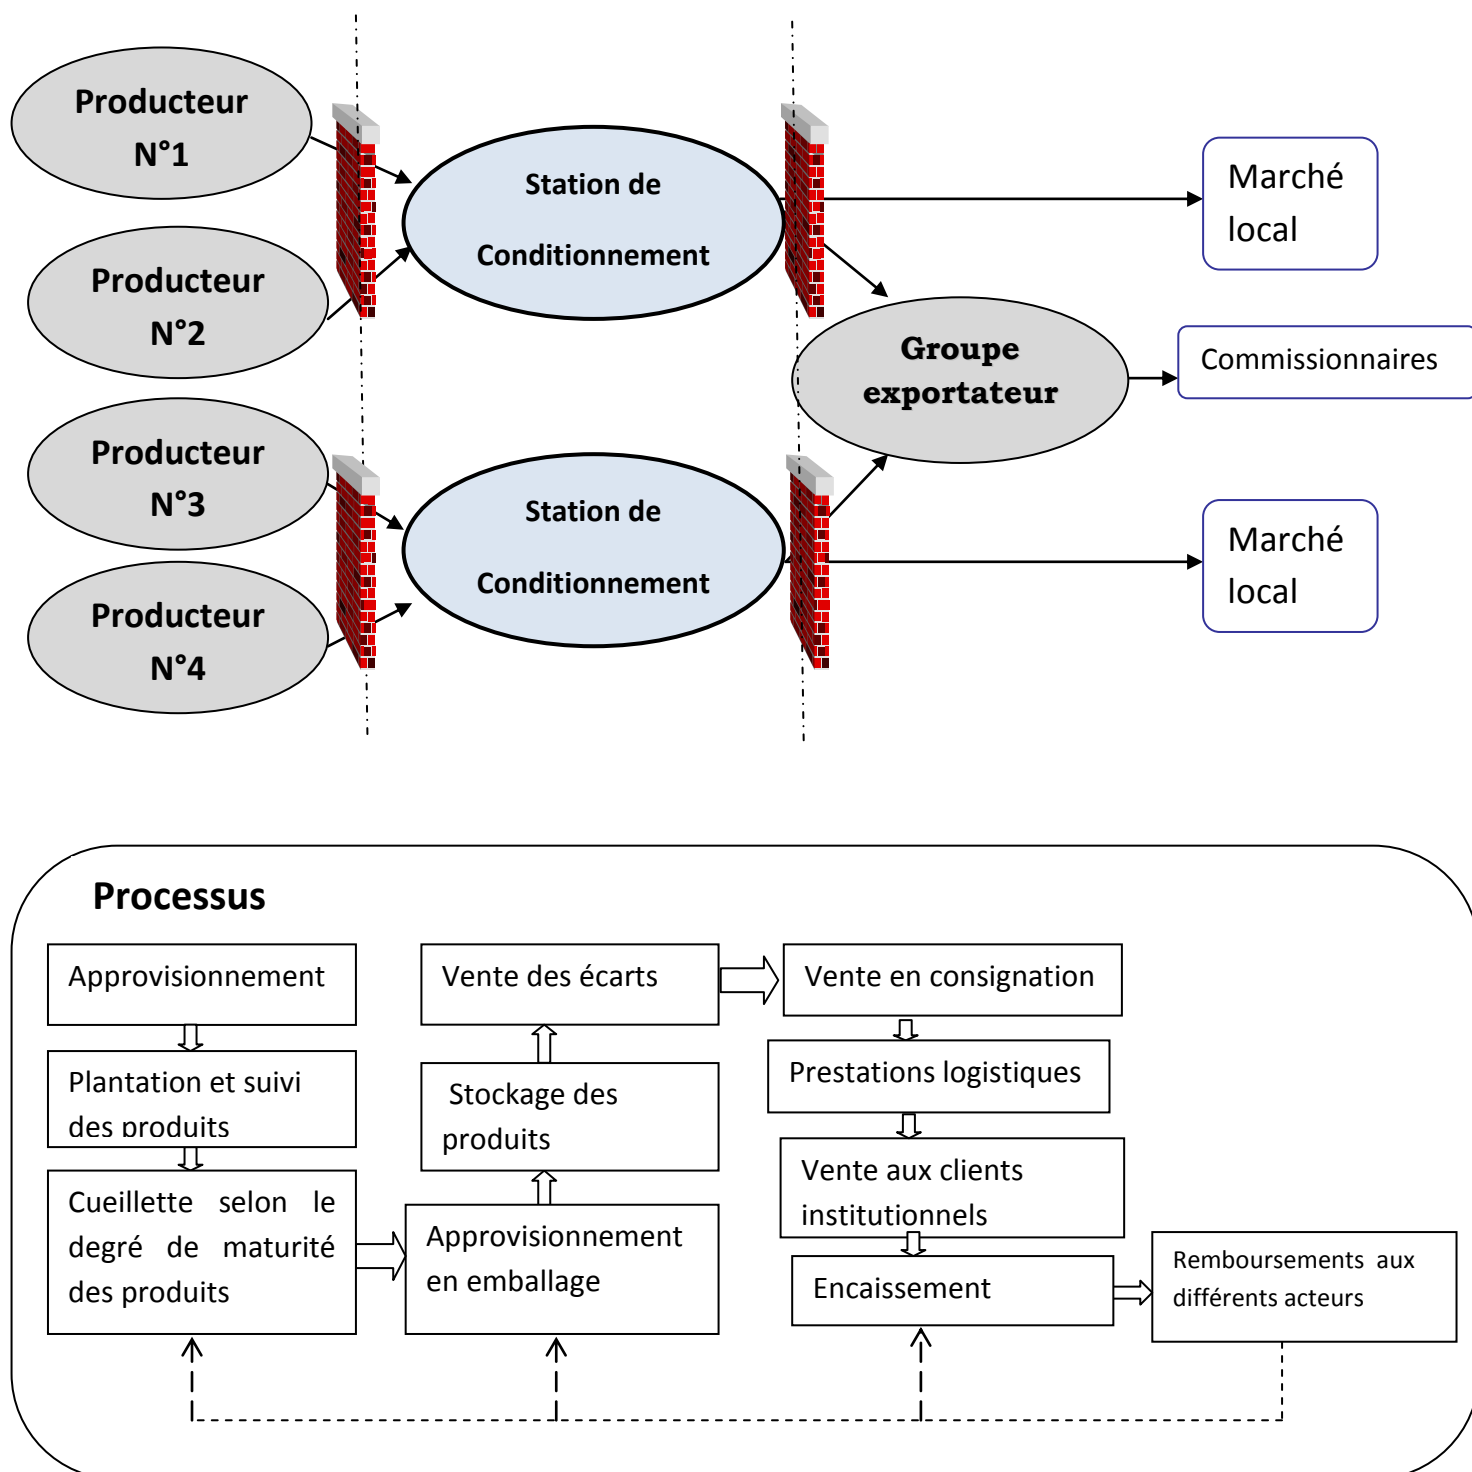 Producteur
N°1
Producteur
N°2
Producteur
N°3
Producteur
N°4
Station de
Conditionnement
Station de
Conditionnement
Groupe
exportateur
Marché
local
Commissionnaires
Marché
local
Processus
Approvisionnement
Plantation et suivi
des produits
Cueillette selon le
degré de maturité
des produits
Approvisionnement
en emballage
Stockage des
produits
Vente des écarts
Vente en consignation
Prestations logistiques
Vente aux clients
institutionnels
Encaissement
Remboursements aux
différents acteurs